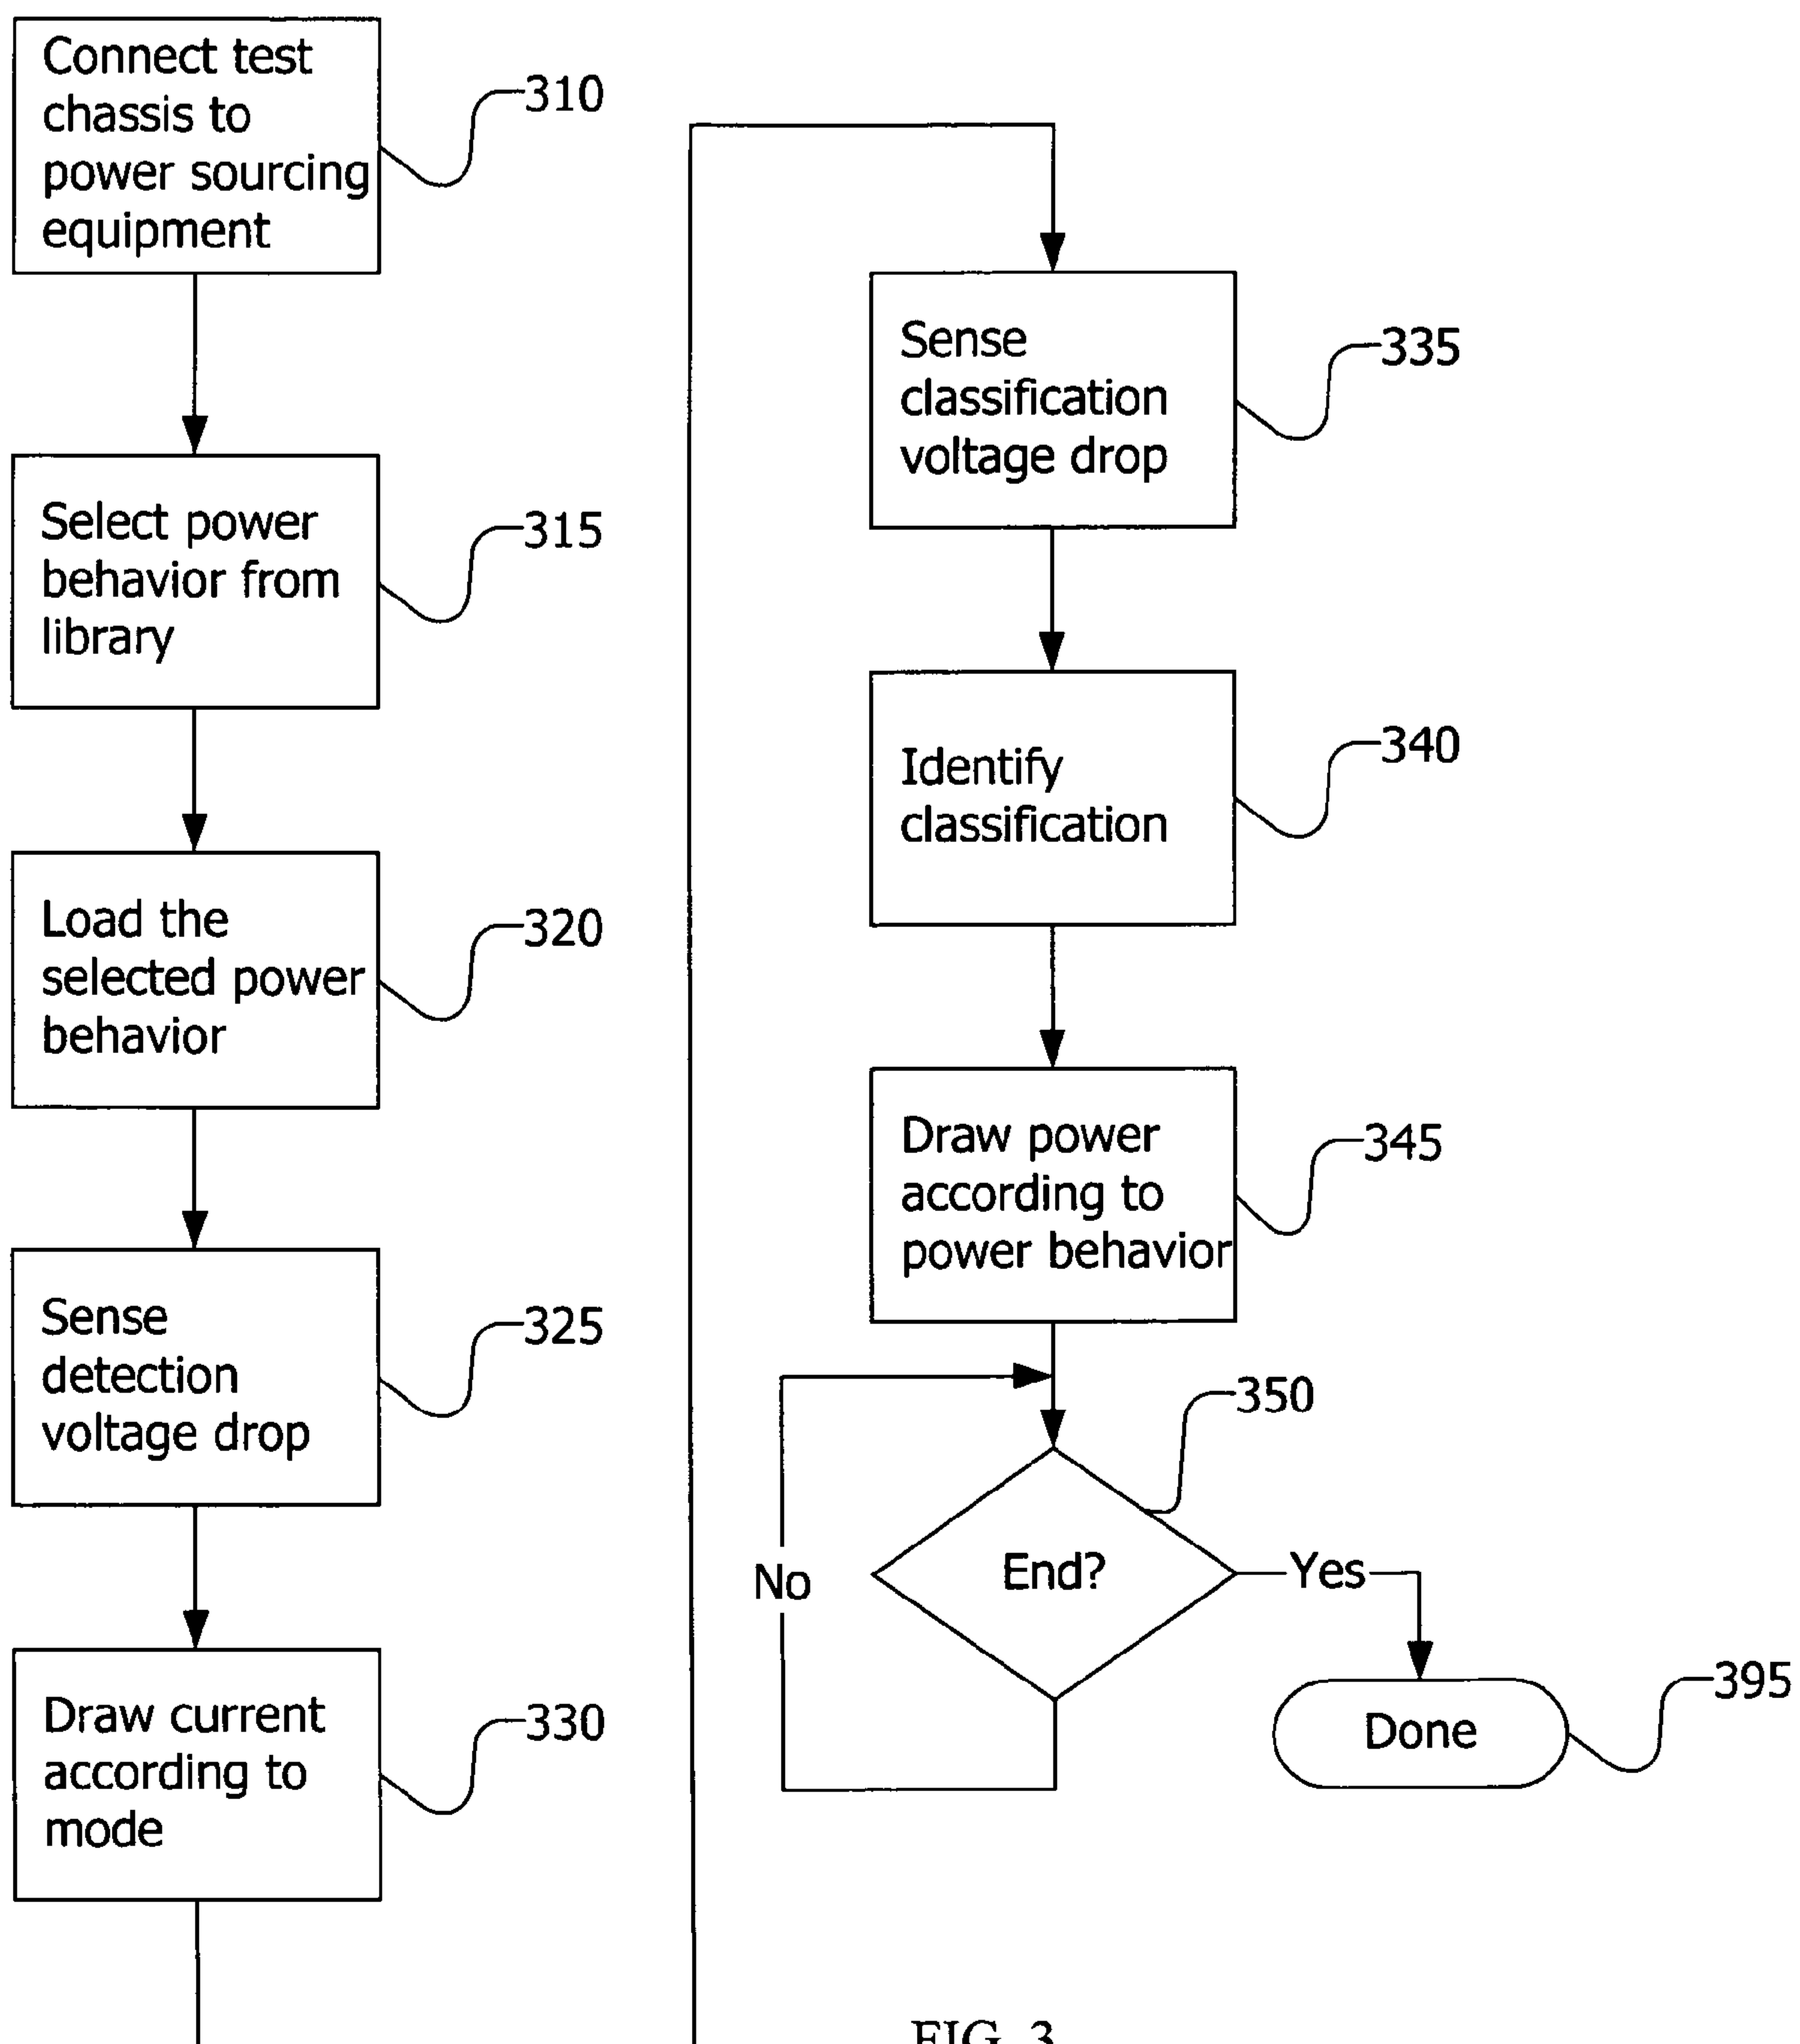 Connect test
chassis to
power sourcing
equipment
310
Select power
behavior from
library
315
Load the
selected power
behavior
320
Sense
detection
voltage drop
325
Draw current
according to
mode
330
Sense
classification
voltage drop
335
Identify
classification
340
Draw power
according to
power behavior
345
350
End?
No
Yes
Done
395
FIG. 3